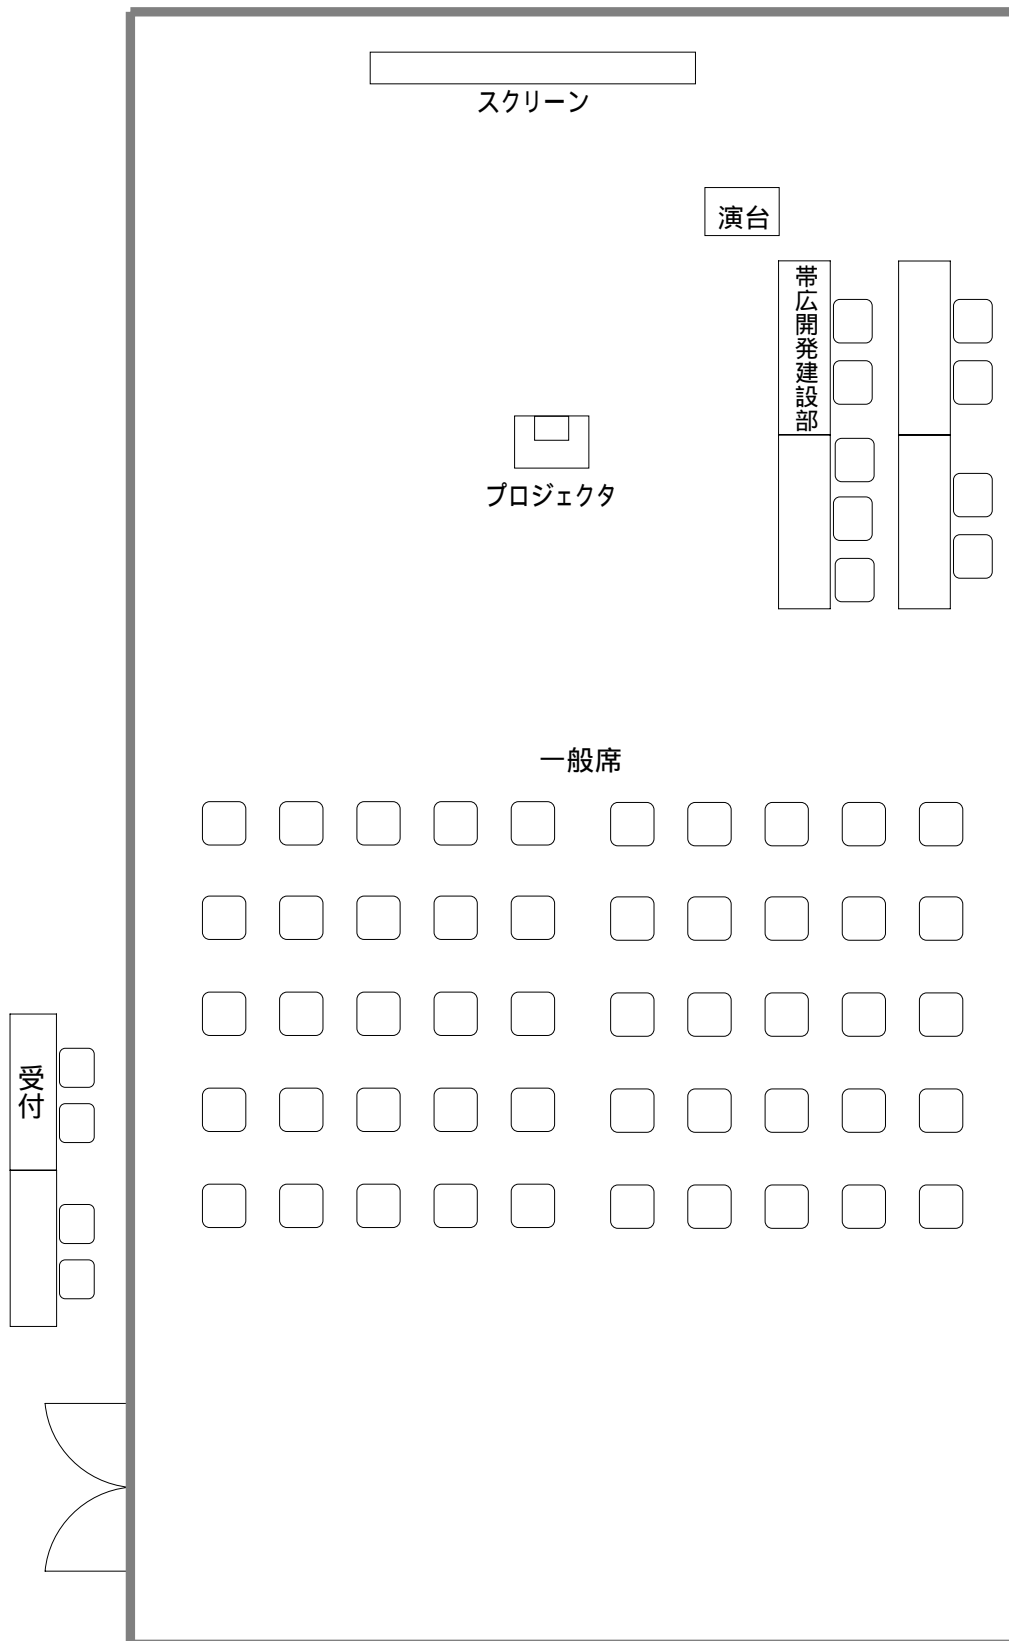 スクリーン
演台
帯広開発建設部
プロジェクタ
一般席
受付